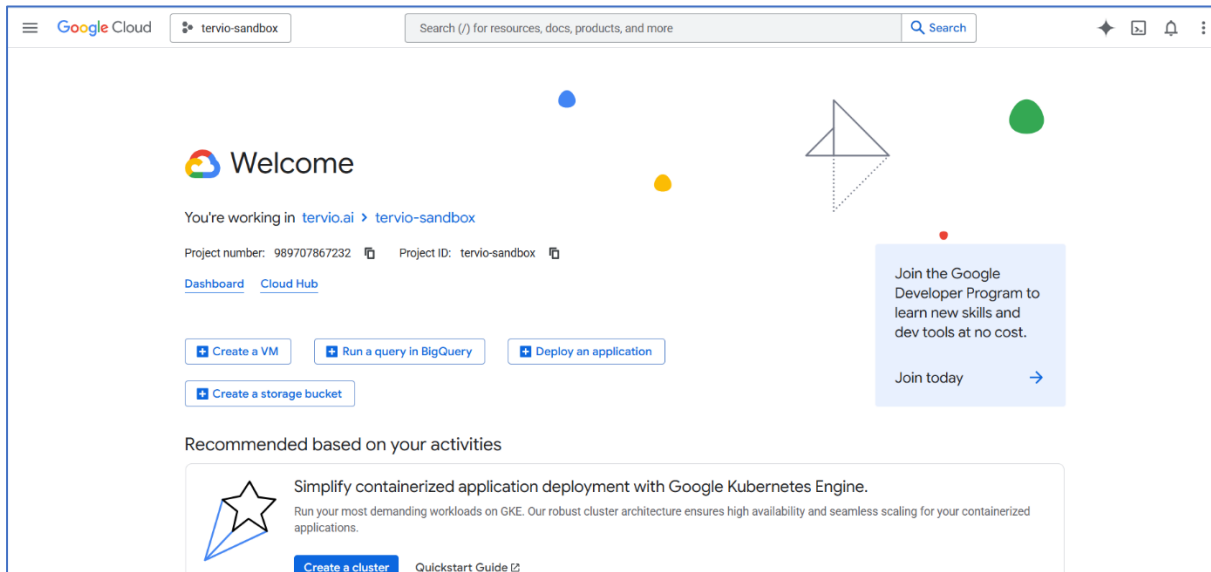 Google Cloud
tervio-sandbox
Search (/) for resources, docs, products, and more
Search
Welcome
You're working in tervio.ai > tervio-sandbox
Project number: 989707867232 Project ID: tervio-sandbox
Dashboard Cloud Hub
Create a VM
Run a query in BigQuery
Deploy an application
Create a storage bucket
Join the Google
Developer Program to
learn new skills and
dev tools at no cost.
Join today
Recommended based on your activities
Simplify containerized application deployment with Google Kubernetes Engine.
Run your most demanding workloads on GKE. Our robust cluster architecture ensures high availability and seamless scaling for your containerized
applications.
Create a cluster Quickstart Guide